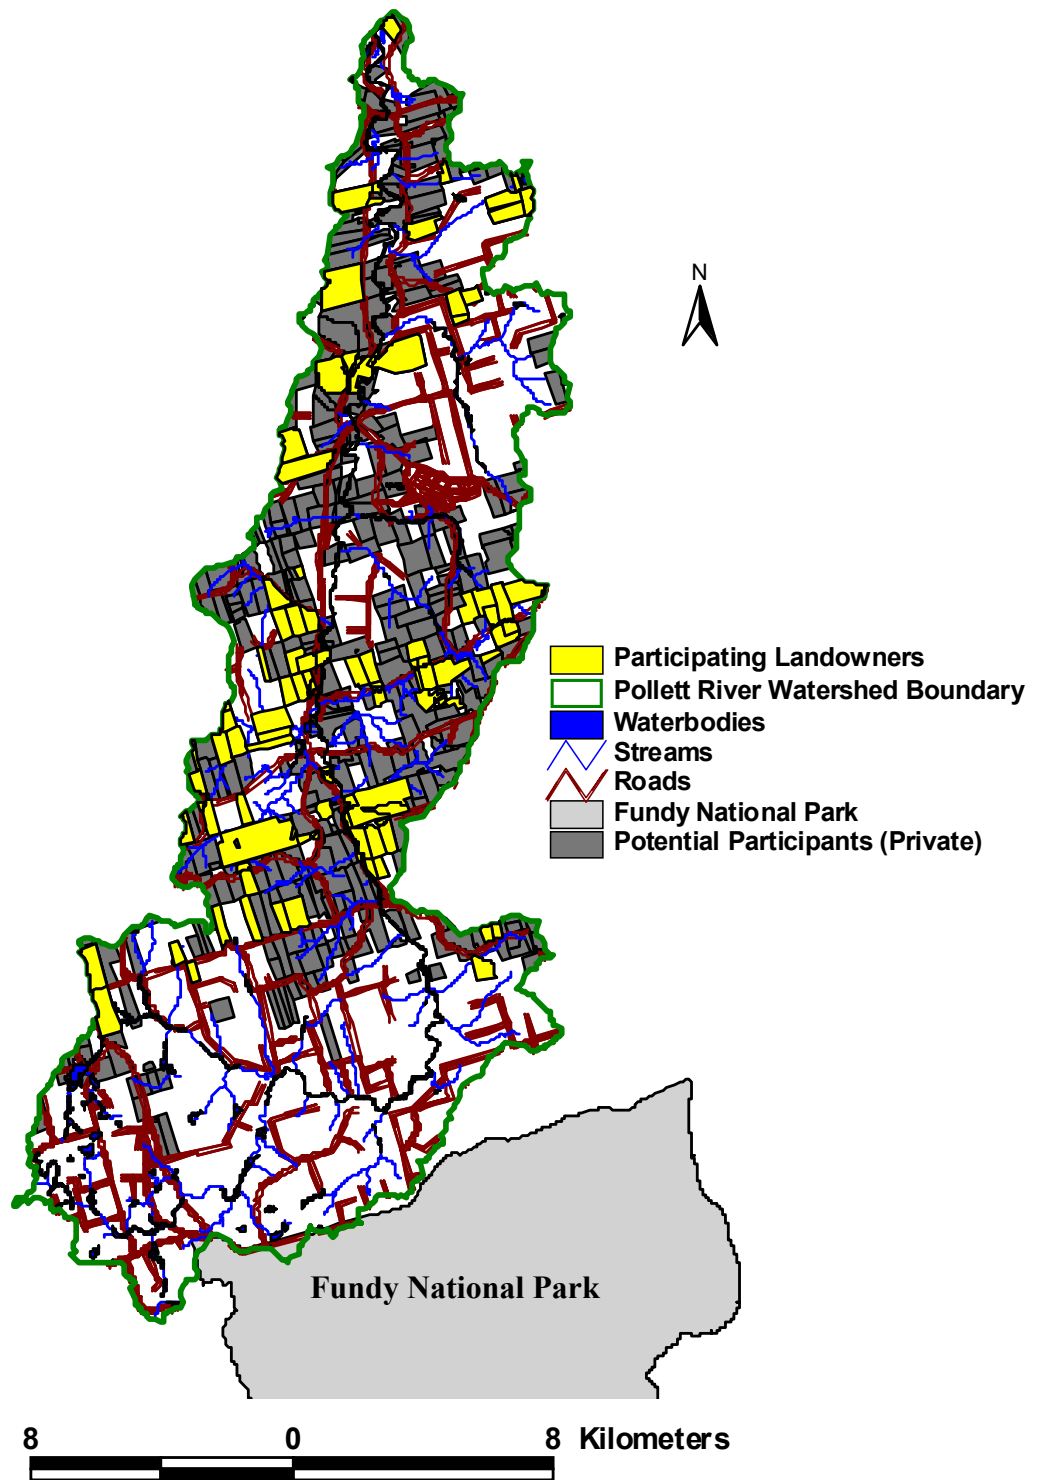 N
Participating Landowners
Pollett River Watershed Boundary
Waterbodies
Streams
Roads
Fundy National Park
Potential Participants (Private)
Fundy National Park
8 0 8 Kilometers